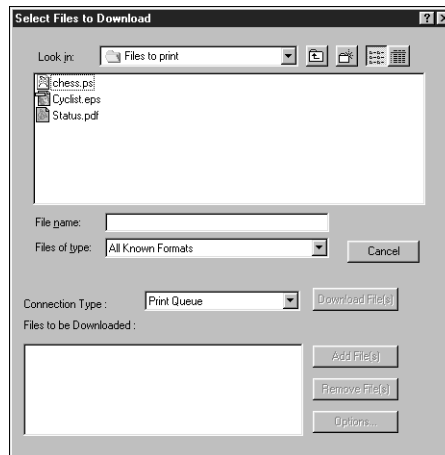 Select Files to Download
Look in: Files to print
chess.ps
Cyclist.eps
Status.pdf
File name:
Files of type: All Known Formats
Cancel
Connection Type : Print Queue
Download File(s)
Files to be Downloaded :
Add File(s)
Remove File(s)
Options...